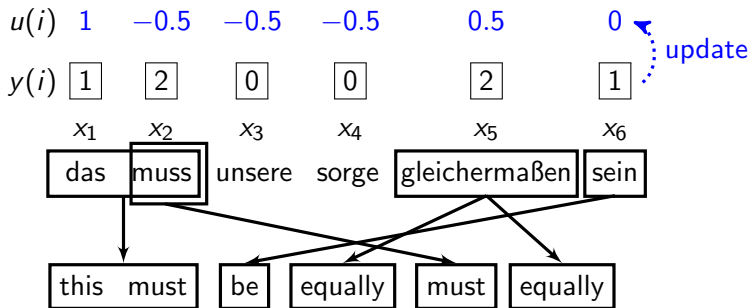 u(i) 1 −0.5 −0.5 −0.5 0.5 0
update
y(i) 1 2 0 0 2 1
x1 x2 x3 x4 x5 x6
das muss unsere sorge gleichermaßen sein
this must be equally must equally